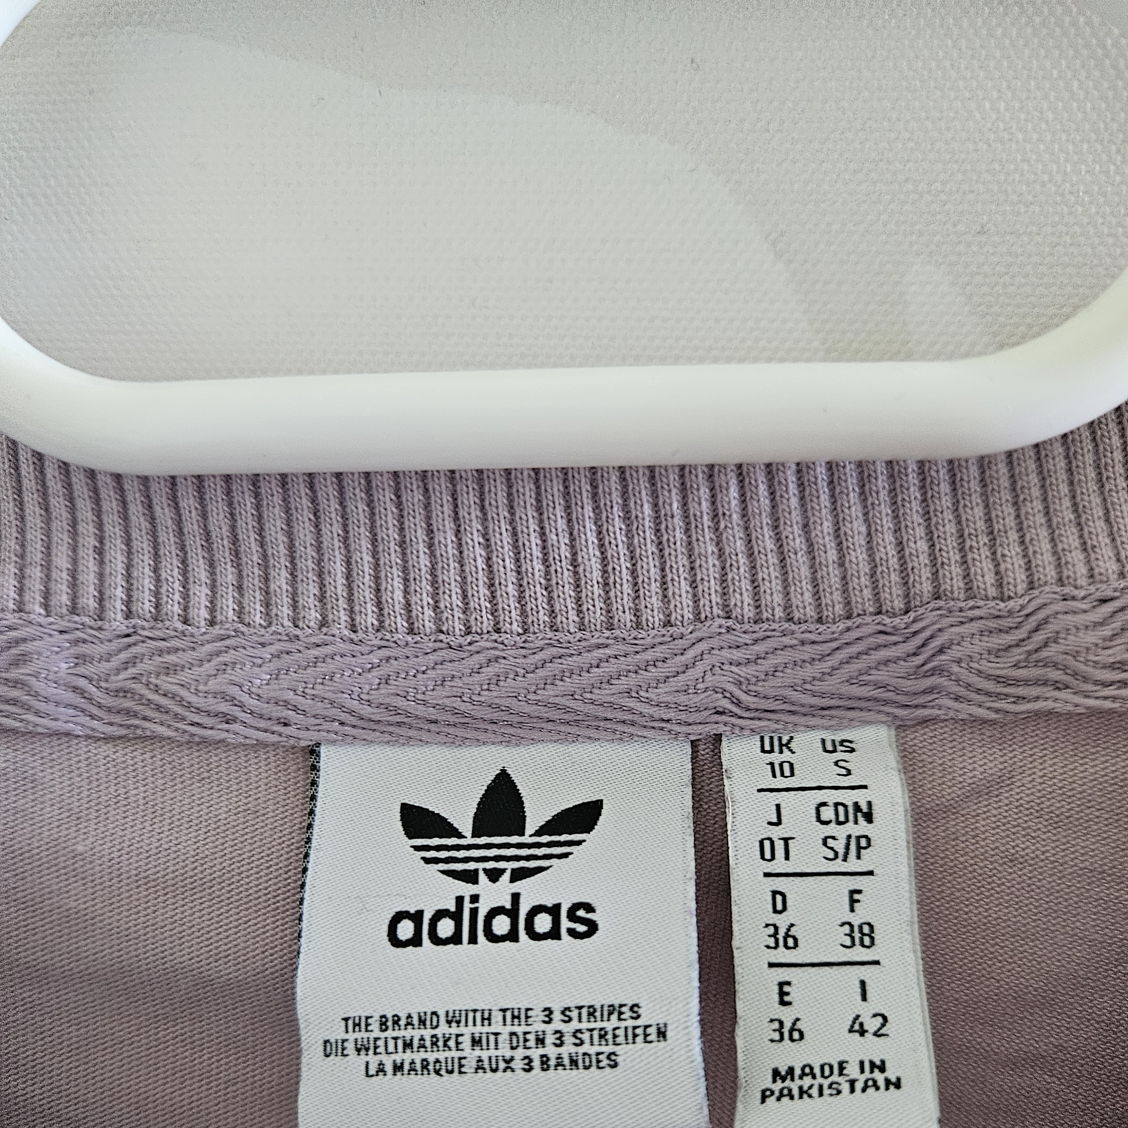 adidas
THE BRAND WITH THE 3 STRIPES
DIE WELTMARKE MIT DEN 3 STREIFEN
LA MARQUE AUX 3 BANDES
UK US
10 S
J CDN
OT S/P
D F
36 38
E I
36 42
MADE IN
PAKISTAN